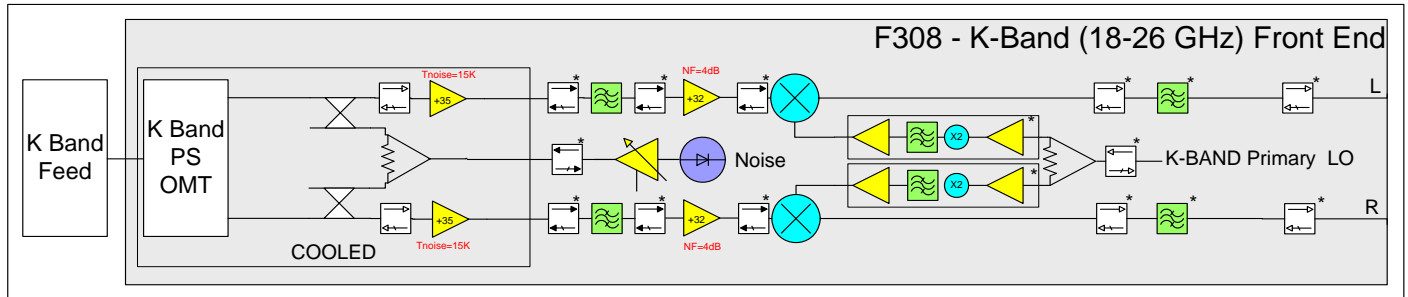 F308 - K-Band (18-26 GHz) Front End
Tnoise=15K
NF=4dB
*
*
*
*
*
*
+35
+32
L
K Band
Feed
K Band
PS
OMT
*
X2
*
Noise
*
K-BAND Primary LO
*
X2
*
*
*
*
*
*
+35
+32
R
Tnoise=15K
NF=4dB
COOLED